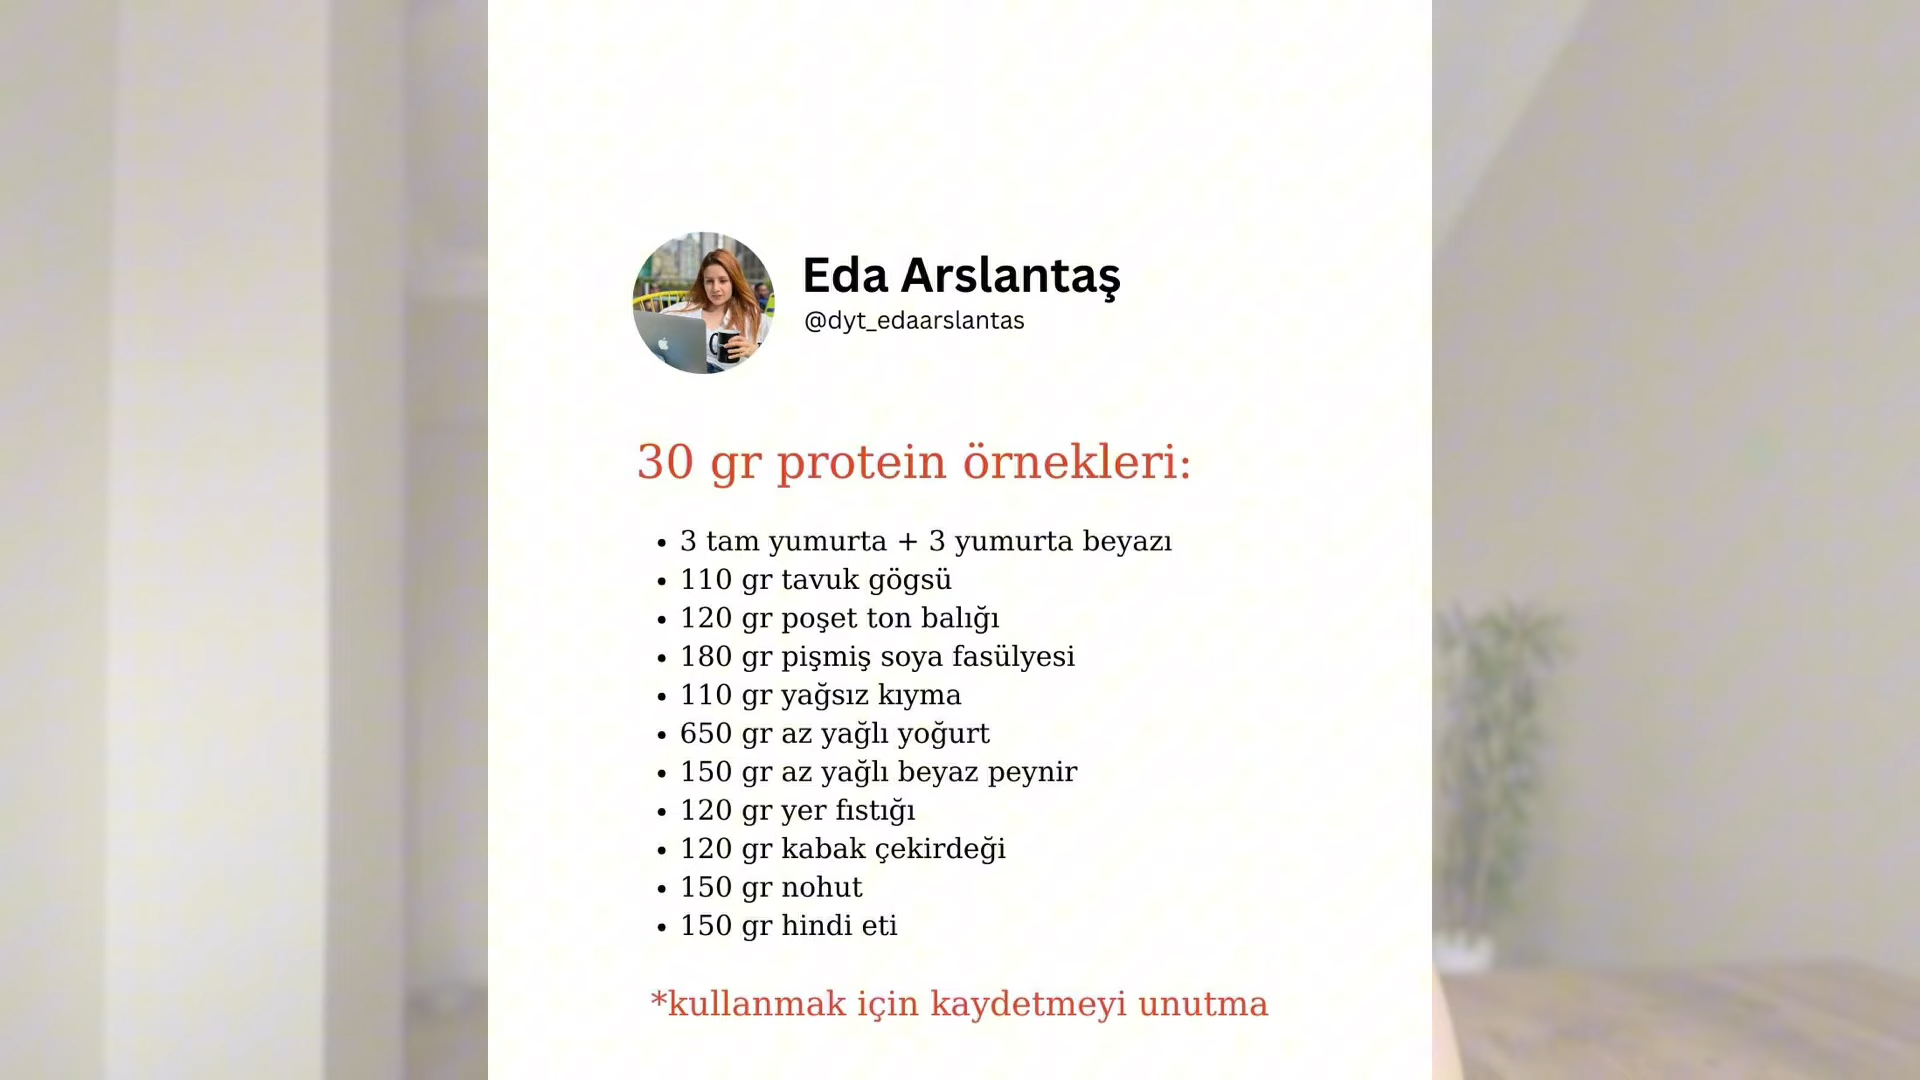 Eda Arslantaş
@dyt_edaarslantas
30 gr protein örnekleri:
• 3 tam yumurta + 3 yumurta beyazı
• 110 gr tavuk gögsü
• 120 gr poşet ton balığı
• 180 gr pişmiş soya fasülyesi
• 110 gr yağsız kıyma
• 650 gr az yağlı yoğurt
• 150 gr az yağlı beyaz peynir
• 120 gr yer fıstığı
• 120 gr kabak çekirdeği
• 150 gr nohut
• 150 gr hindi eti
*kullanmak için kaydetmeyi unutma